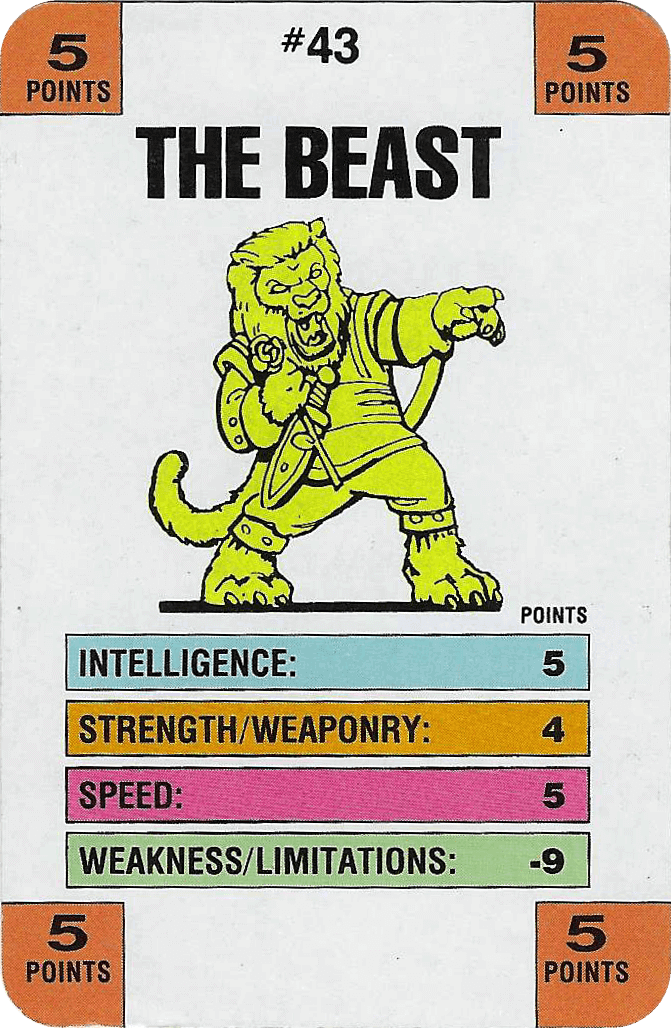 5 POINTS
#43
5 POINTS
THE BEAST
POINTS
INTELLIGENCE: 5
STRENGTH/WEAPONRY: 4
SPEED: 5
WEAKNESS/LIMITATIONS: -9
5 POINTS
5 POINTS